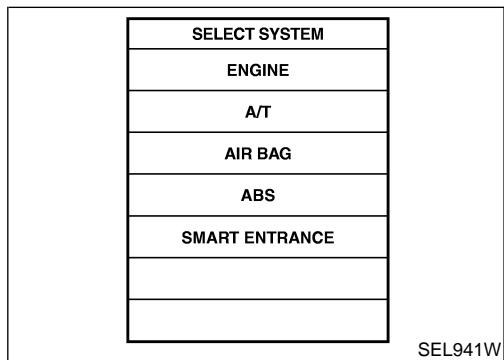 SELECT SYSTEM
ENGINE
A/T
AIR BAG
ABS
SMART ENTRANCE
SEL941W